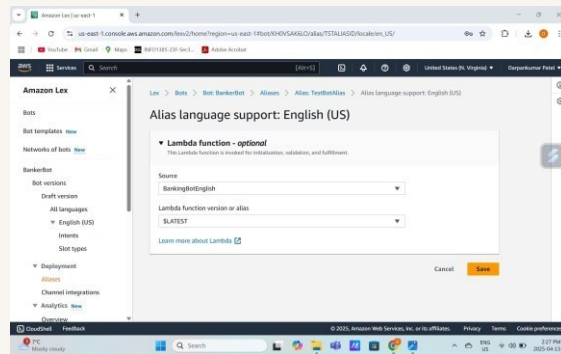 Amazon Lex | us-east-1
us-east-1.console.aws.amazon.com/lexv2/home?region=us-east-1#bot/KH0VSAK6LO/alias/TSTALIASID/locale/en_US/
YouTube Gmail Maps Adobe Acrobat
aws Services Search [Alt+S] United States (N. Virginia) Darpankumar Patel
Amazon Lex
Bots
Bot templates New
Networks of bots New
BankerBot
Bot versions
Draft version
All languages
English (US)
Intents
Slot types
Deployment
Aliases
Channel integrations
Analytics New
Overview
Lex > Bots > Bot: BankerBot > Aliases > Alias: TestBotAlias > Alias language support: English (US)
Alias language support: English (US)
Lambda function - optional
This Lambda function is invoked for initialization, validation, and fulfillment.
Source
BankingBotEnglish
Lambda function version or alias
$LATEST
Learn more about Lambda
Cancel Save
CloudShell Feedback © 2025, Amazon Web Services, Inc. or its affiliates. Privacy Terms Cookie preferences
7°C
Mostly cloudy
Search
ENG
US
2:27 PM